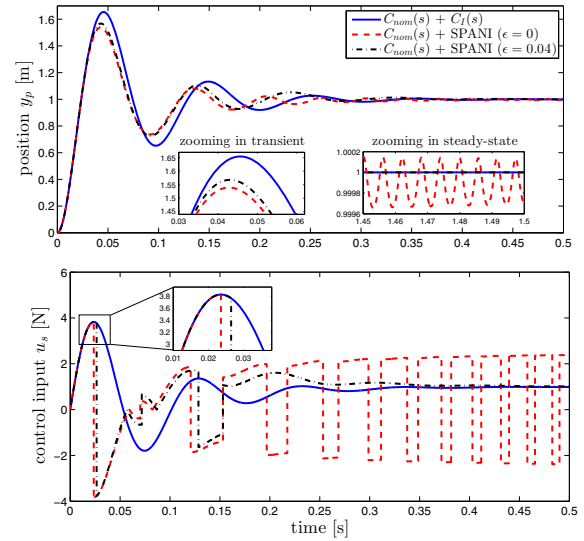 C_nom(s) + C_I(s)
C_nom(s) + SPANI (ϵ = 0)
C_nom(s) + SPANI (ϵ = 0.04)
position y_p [m]
1.6
1.4
1.2
1.0
0.8
0.6
0.4
0.2
0
zooming in transient
1.65
1.60
1.55
1.50
1.45
0.03 0.04 0.05 0.06
zooming in steady-state
1.0002
1
0.9998
0.9996
1.45 1.46 1.47 1.48 1.49 1.5
0 0.05 0.1 0.15 0.2 0.25 0.3 0.35 0.4 0.45 0.5
control input u_s [N]
6
4
2
0
−2
−4
3.8
3.6
3.4
3.2
3
0.01 0.02 0.03 0.04
0 0.05 0.1 0.15 0.2 0.25 0.3 0.35 0.4 0.45 0.5
time [s]